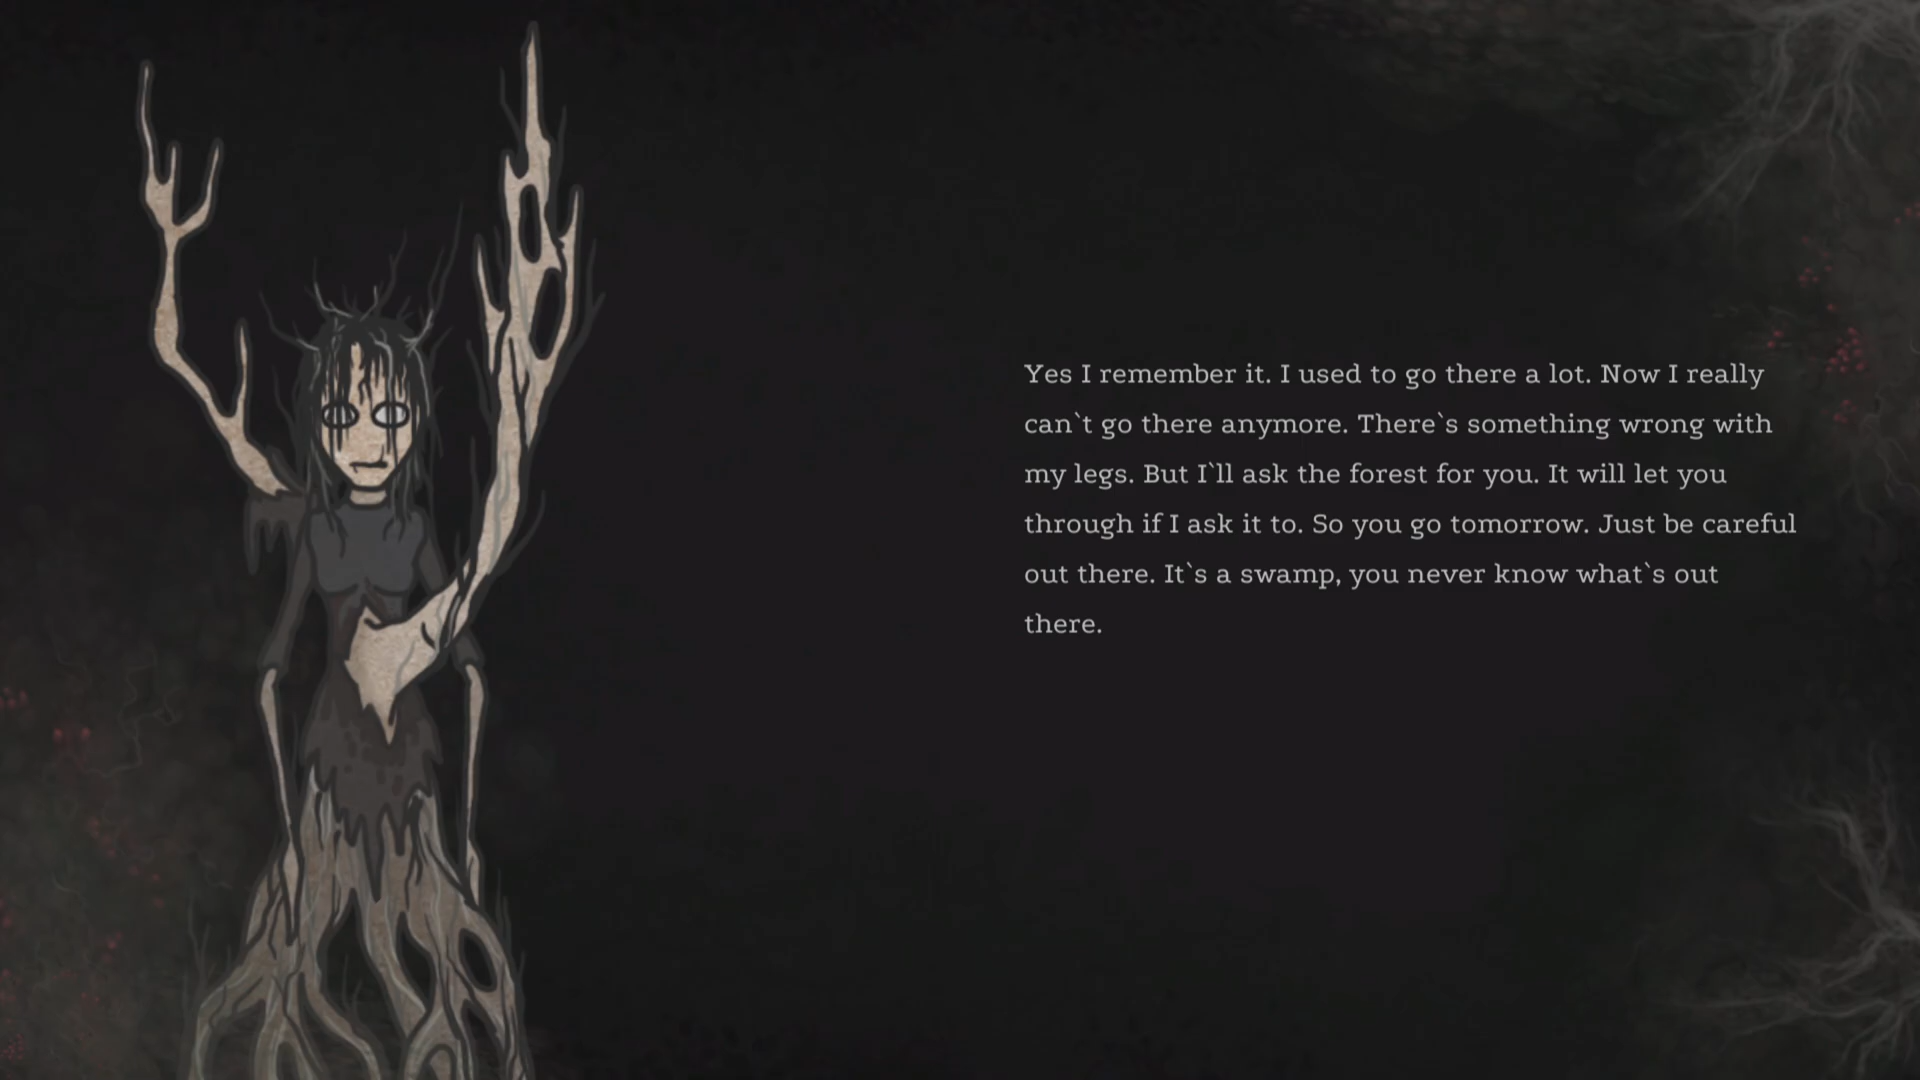 Yes I remember it. I used to go there a lot. Now I really
can`t go there anymore. There`s something wrong with
my legs. But I`ll ask the forest for you. It will let you
through if I ask it to. So you go tomorrow. Just be careful
out there. It`s a swamp, you never know what`s out
there.